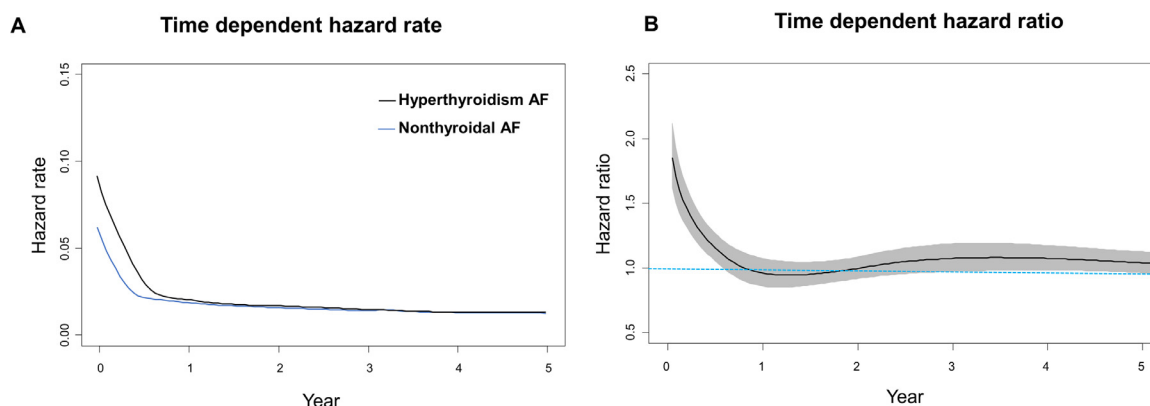 A
Time dependent hazard rate
0.15
0.10
0.05
0.00
Hazard rate
Hyperthyroidism AF
Nonthyroidal AF
0 1 2 3 4 5
Year
B
Time dependent hazard ratio
2.5
2.0
1.5
1.0
0.5
Hazard ratio
0 1 2 3 4 5
Year